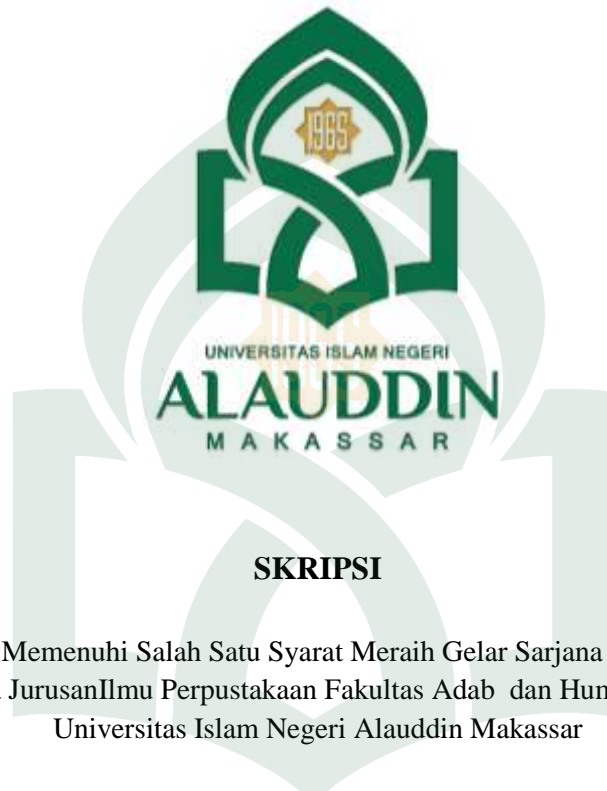 1965
UNIVERSITAS ISLAM NEGERI
ALAUDDIN
MAKASSAR
SKRIPSI
Memenuhi Salah Satu Syarat Meraih Gelar Sarjana
JurusanIlmu Perpustakaan Fakultas Adab dan Hum
Universitas Islam Negeri Alauddin Makassar